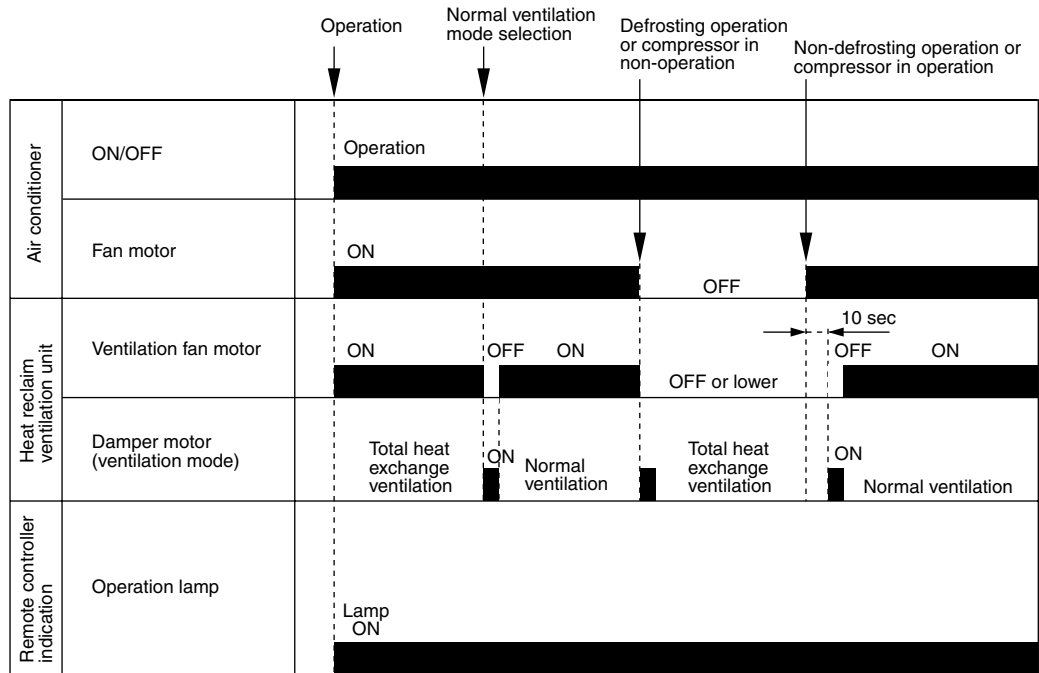 Operation
Normal ventilation
mode selection
Defrosting operation
or compressor in
non-operation
Non-defrosting operation or
compressor in operation
Air conditioner
ON/OFF
Operation
Fan motor
ON
OFF
Heat reclaim
ventilation unit
Ventilation fan motor
ON
OFF
ON
OFF or lower
10 sec
OFF
ON
Damper motor
(ventilation mode)
Total heat
exchange
ventilation
ON
Normal
ventilation
Total heat
exchange
ventilation
ON
Normal ventilation
Remote controller
indication
Operation lamp
Lamp
ON